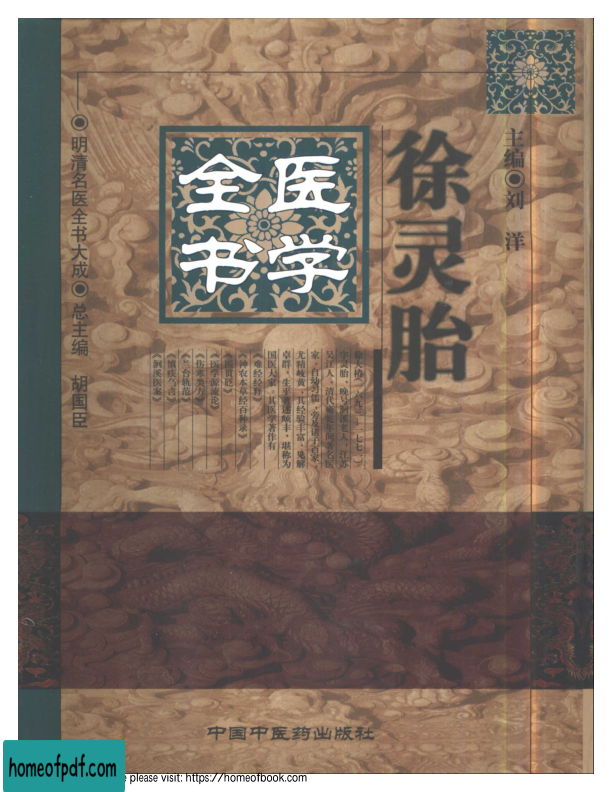 徐灵胎
医学
全书
主编◉刘 洋
◉明清名医全书大成◉总主编 胡国臣
徐大椿(一六九三—一七七一)
字灵胎、晚号洄溪老人,江苏
吴江人,清代雍乾年间著名医
家。自幼习儒,旁及诸子百家,
尤精岐黄。其经验丰富,见解
卓群,生平著述颇丰,堪称为
国医大家。其医学著作有
《难经经释》
《神农本草经百种录》
《医贯砭》
《医学源流论》
《伤寒类方》
《兰台轨范》
《慎疾刍言》
《洄溪医案》
中国中医药出版社
homeofpdf.com
e please visit: https://homeofbook.com